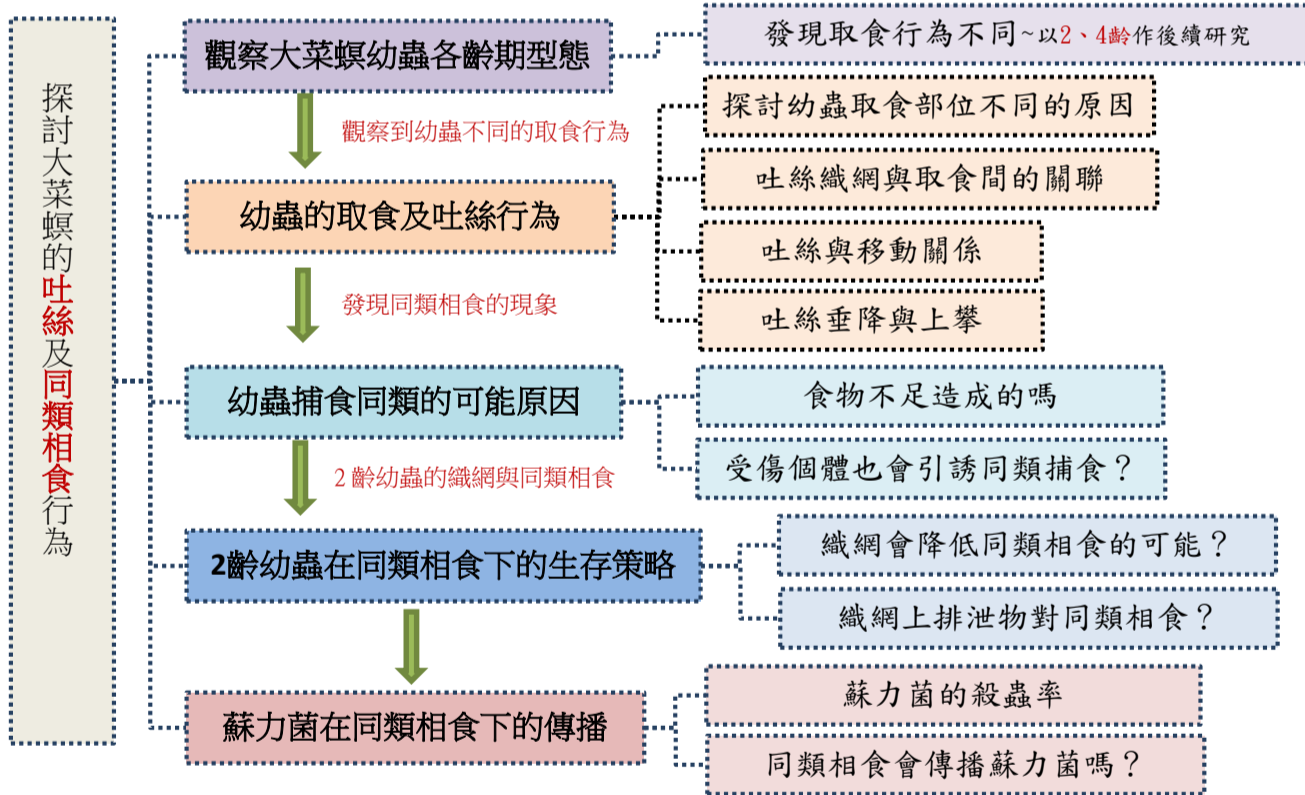 探討大菜螟的吐絲及同類相食行為
觀察大菜螟幼蟲各齡期型態
發現取食行為不同~以2、4齡作後續研究
觀察到幼蟲不同的取食行為
幼蟲的取食及吐絲行為
探討幼蟲取食部位不同的原因
吐絲織網與取食間的關聯
吐絲與移動關係
吐絲垂降與上攀
發現同類相食的現象
幼蟲捕食同類的可能原因
食物不足造成的嗎
受傷個體也會引誘同類捕食？
2 齡幼蟲的織網與同類相食
2齡幼蟲在同類相食下的生存策略
織網會降低同類相食的可能？
織網上排泄物對同類相食？
蘇力菌在同類相食下的傳播
蘇力菌的殺蟲率
同類相食會傳播蘇力菌嗎？